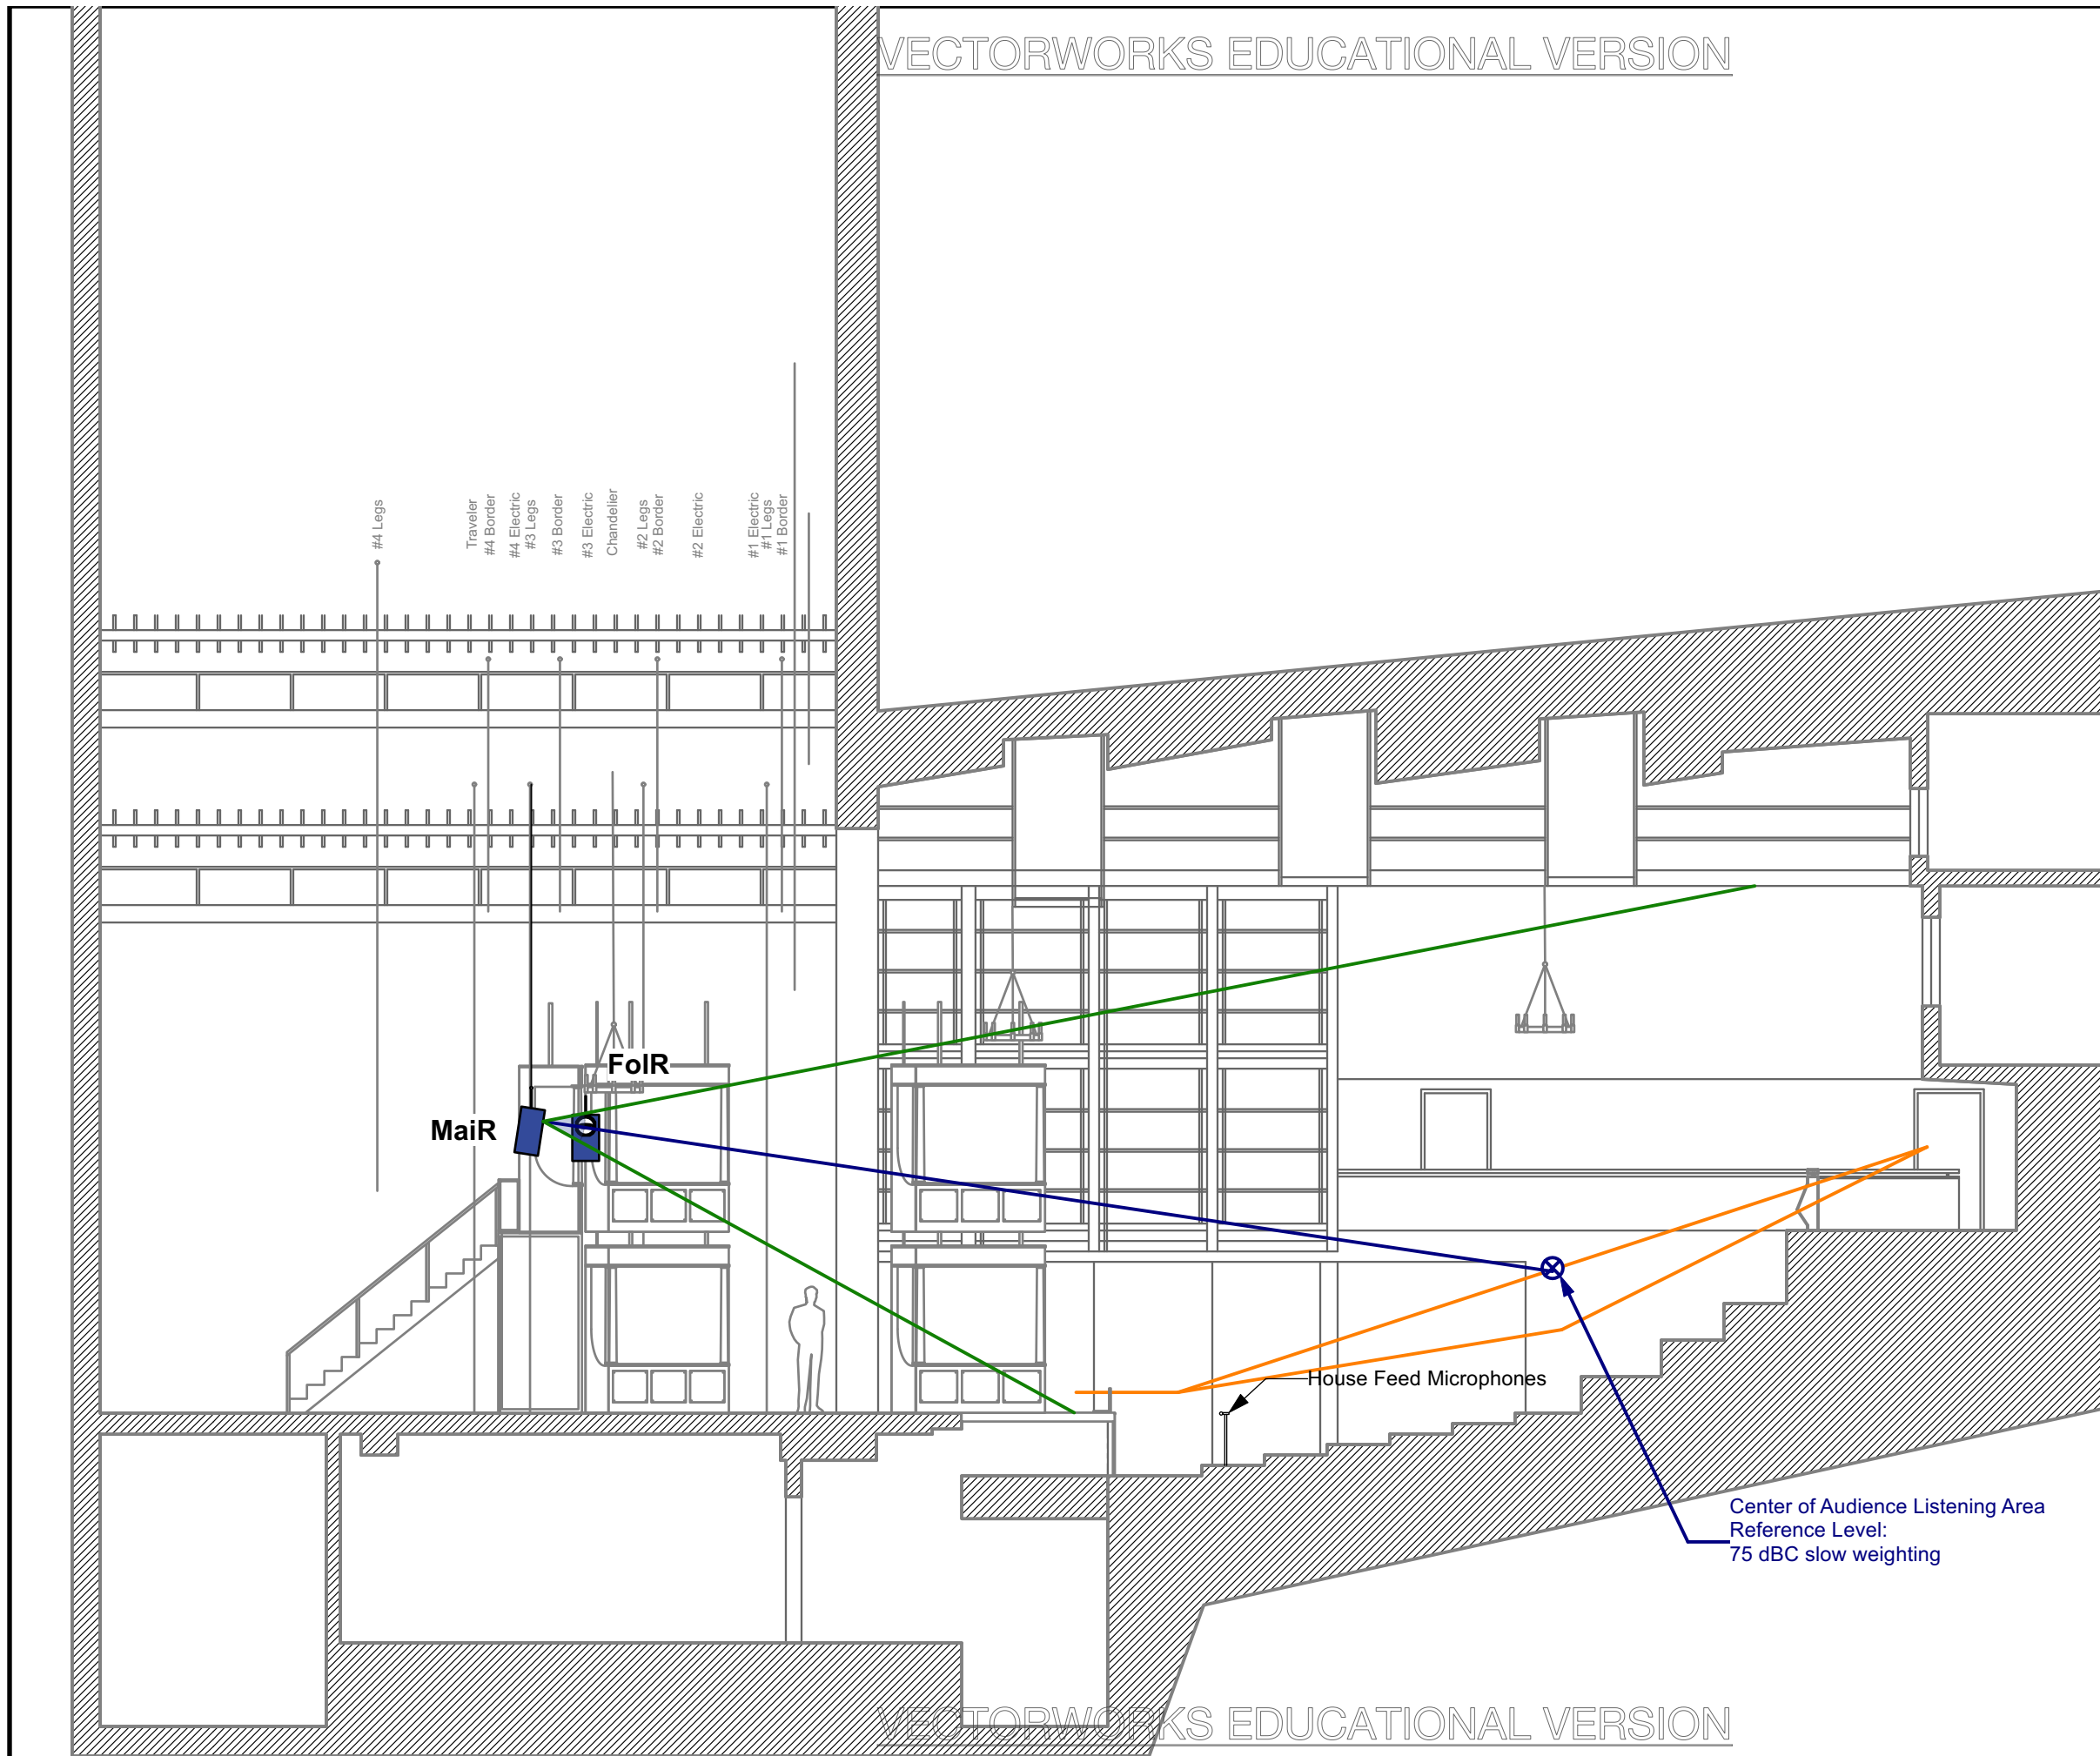 VECTORWORKS EDUCATIONAL VERSION
#4 Legs
Traveler
#4 Border
#4 Electric
#3 Legs
#3 Border
#3 Electric
Chandelier
#2 Legs
#2 Border
#2 Electric
#1 Electric
#1 Legs
#1 Border
FolR
MaiR
House Feed Microphones
Center of Audience Listening Area
Reference Level:
75 dBC slow weighting
VECTORWORKS EDUCATIONAL VERSION